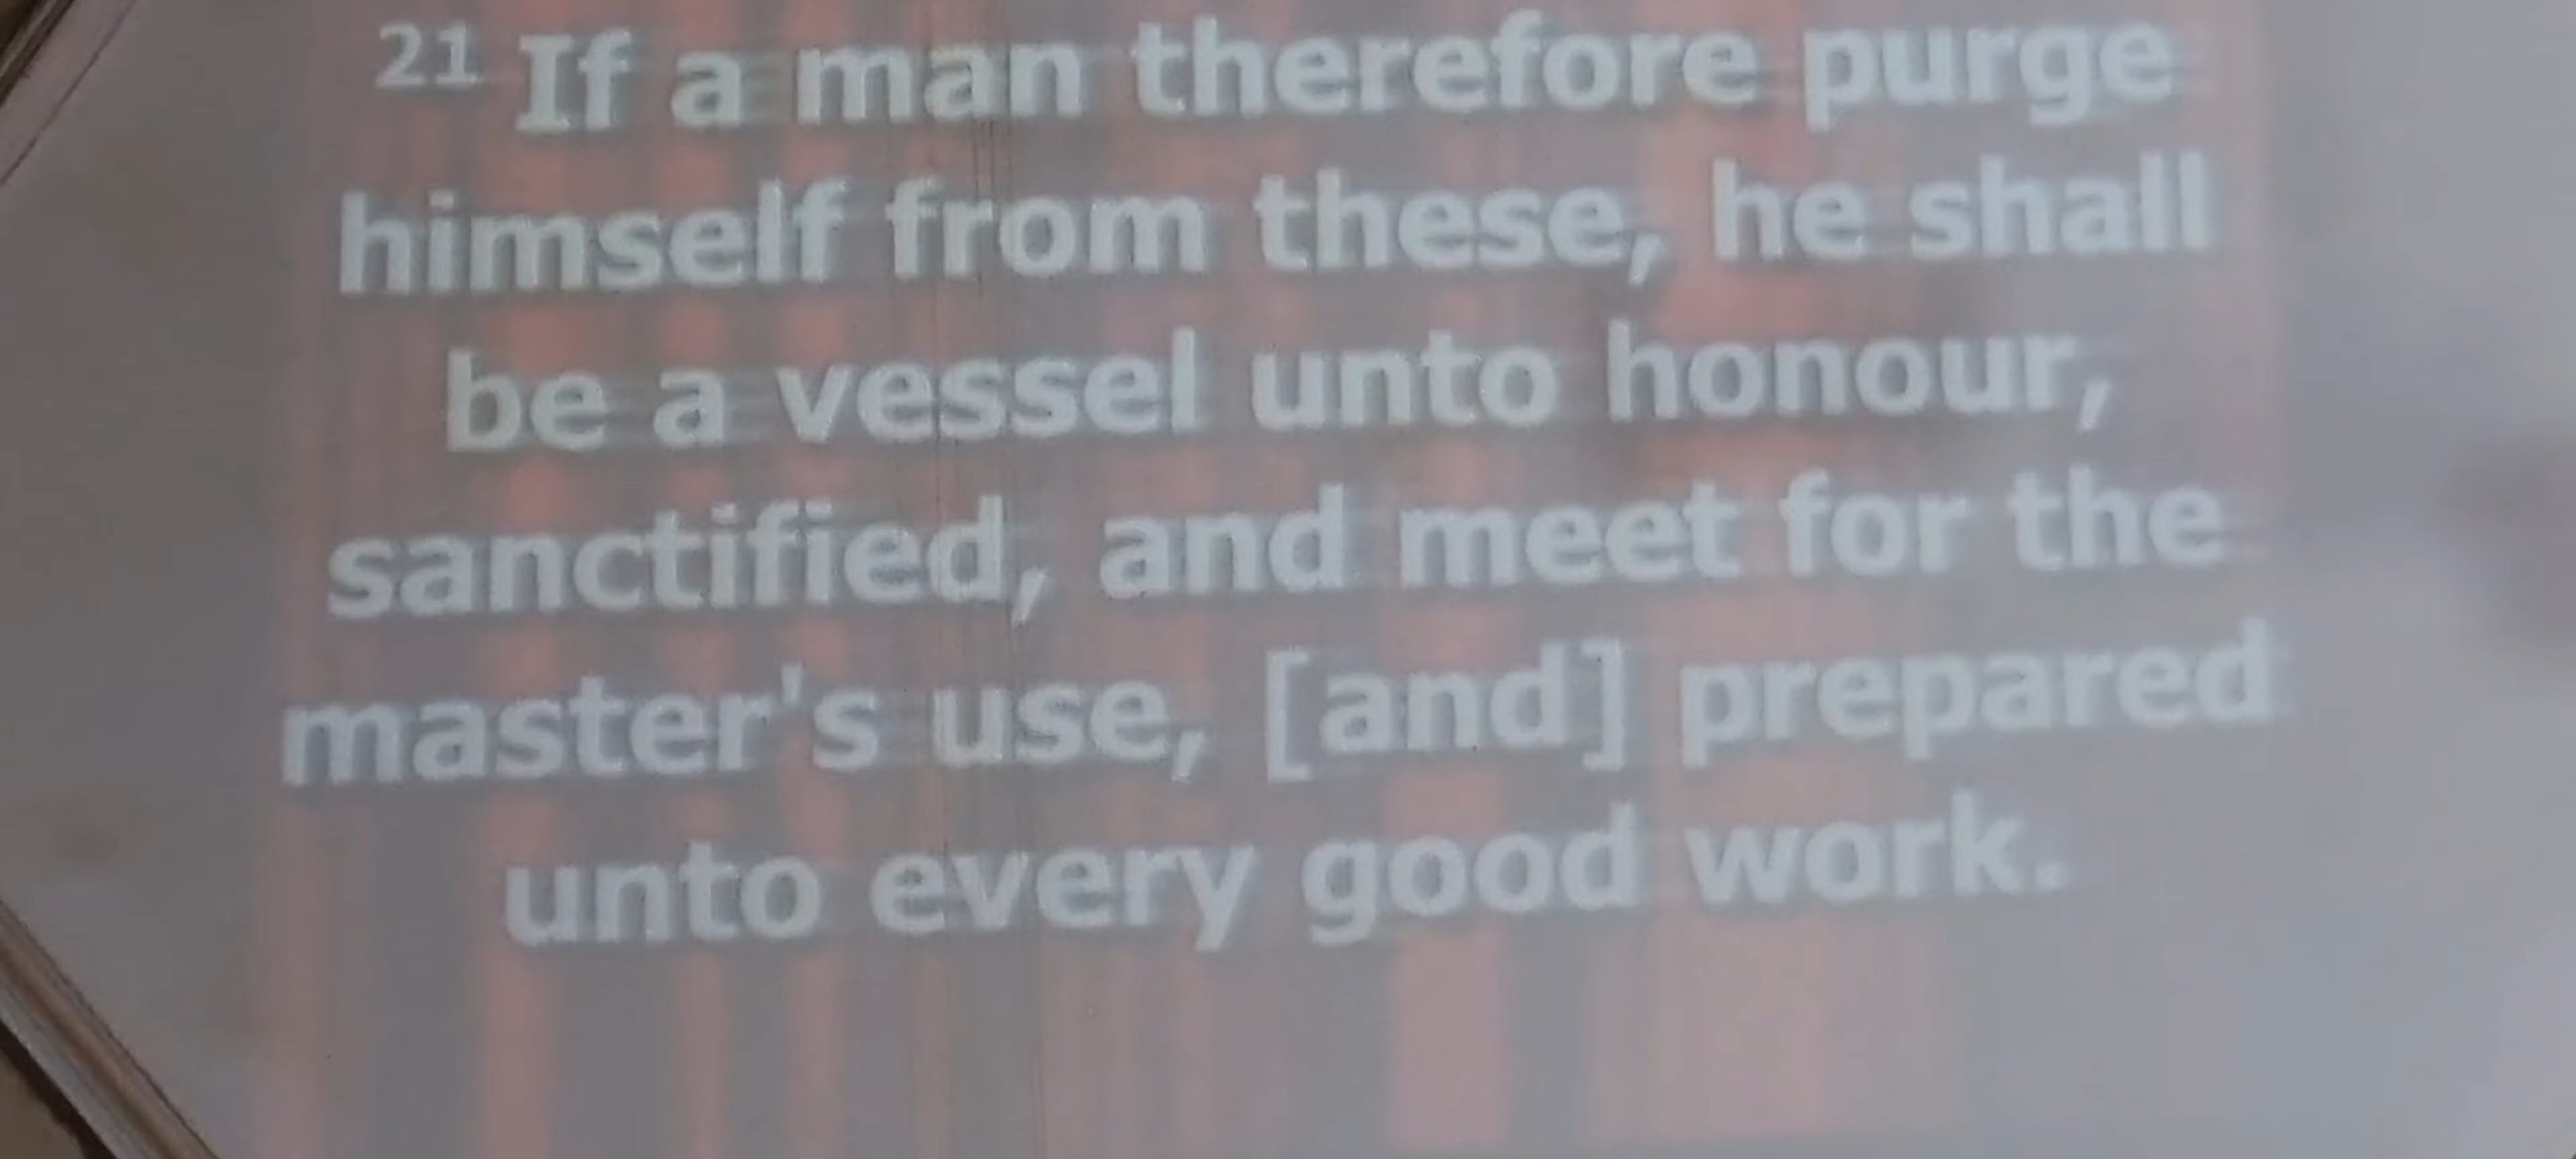 21 If a man therefore purge
himself from these, he shall
be a vessel unto honour,
sanctified, and meet for the
master's use, [and] prepared
unto every good work.